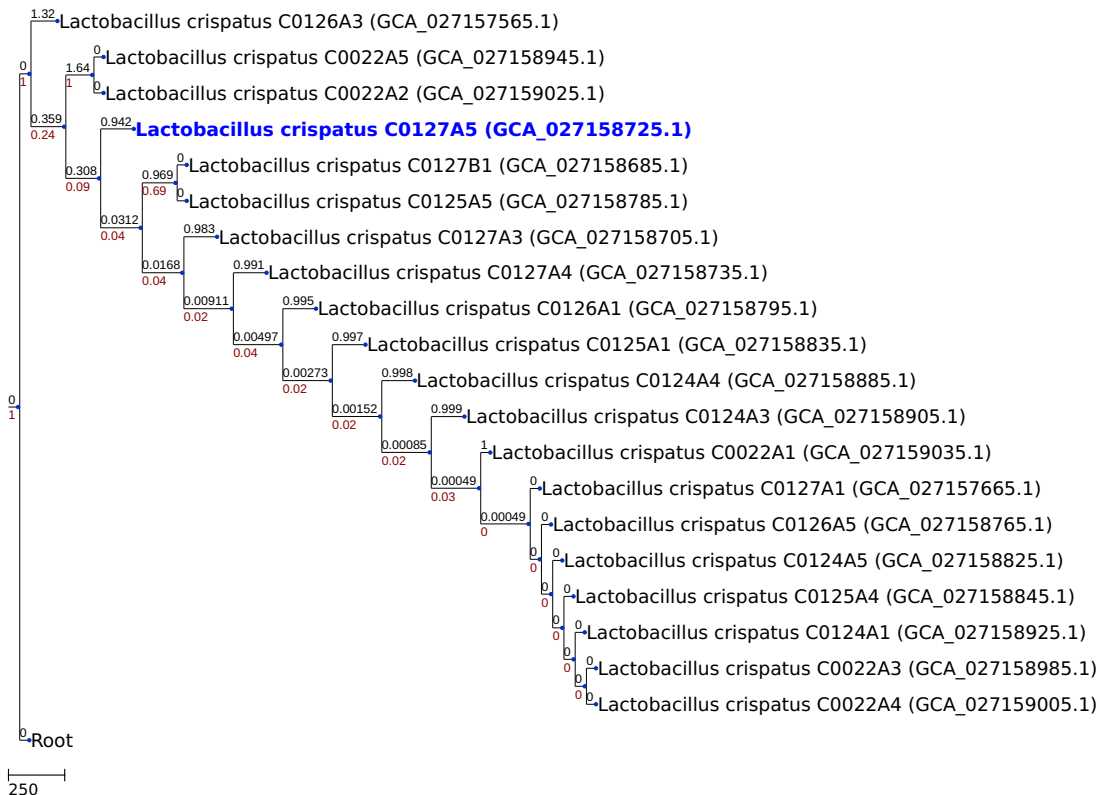 1.32 Lactobacillus crispatus C0126A3 (GCA_027157565.1)
0 Lactobacillus crispatus C0022A5 (GCA_027158945.1)
0 1.64
1 1
0 Lactobacillus crispatus C0022A2 (GCA_027159025.1)
0.359 0.942 Lactobacillus crispatus C0127A5 (GCA_027158725.1)
0.24
0 Lactobacillus crispatus C0127B1 (GCA_027158685.1)
0.308 0.969
0.09 0.69
0 Lactobacillus crispatus C0125A5 (GCA_027158785.1)
0.0312 0.983 Lactobacillus crispatus C0127A3 (GCA_027158705.1)
0.04
0.0168 0.991 Lactobacillus crispatus C0127A4 (GCA_027158735.1)
0.04
0.00911 0.995 Lactobacillus crispatus C0126A1 (GCA_027158795.1)
0.02
0.00497 0.997 Lactobacillus crispatus C0125A1 (GCA_027158835.1)
0.04
0.00273 0.998 Lactobacillus crispatus C0124A4 (GCA_027158885.1)
0.02
0 0.00152 0.999 Lactobacillus crispatus C0124A3 (GCA_027158905.1)
1 0.02
0.00085 1 Lactobacillus crispatus C0022A1 (GCA_027159035.1)
0.02
0.00049 0 Lactobacillus crispatus C0127A1 (GCA_027157665.1)
0.03
0.00049 0 Lactobacillus crispatus C0126A5 (GCA_027158765.1)
0
0 0 Lactobacillus crispatus C0124A5 (GCA_027158825.1)
0
0 0 Lactobacillus crispatus C0125A4 (GCA_027158845.1)
0
0 0 Lactobacillus crispatus C0124A1 (GCA_027158925.1)
0
0 0 Lactobacillus crispatus C0022A3 (GCA_027158985.1)
0
0 0 Lactobacillus crispatus C0022A4 (GCA_027159005.1)
0
0 Root
250